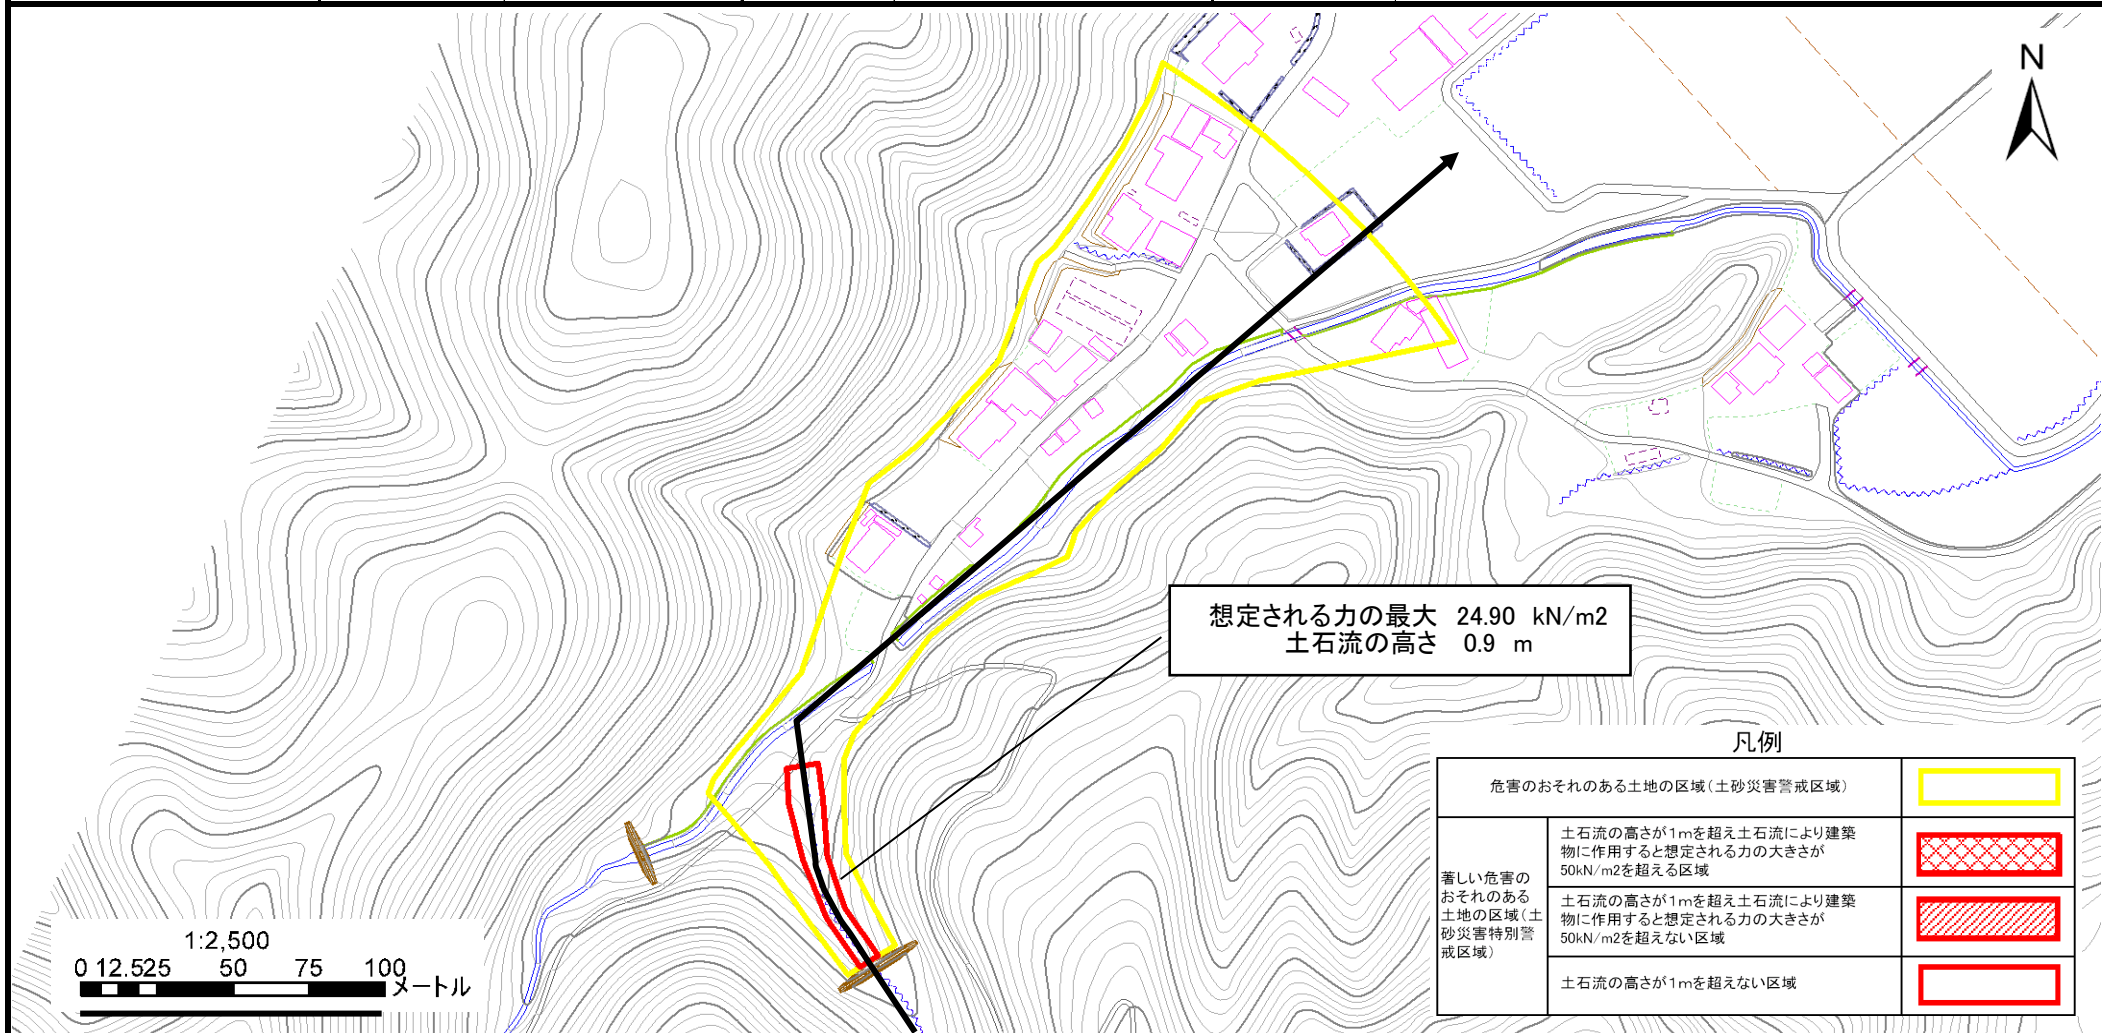 N
想定される力の最大 24.90 kN/m2
土石流の高さ 0.9 m
凡例
危害のおそれのある土地の区域(土砂災害警戒区域)
著しい危害の
おそれのある
土地の区域(土
砂災害特別警
戒区域)
土石流の高さが1mを超え土石流により建築
物に作用すると想定される力の大きさが
50kN/m2を超える区域
土石流の高さが1mを超え土石流により建築
物に作用すると想定される力の大きさが
50kN/m2を超えない区域
土石流の高さが1mを超えない区域
1:2,500
0 12.525 50 75 100
メートル